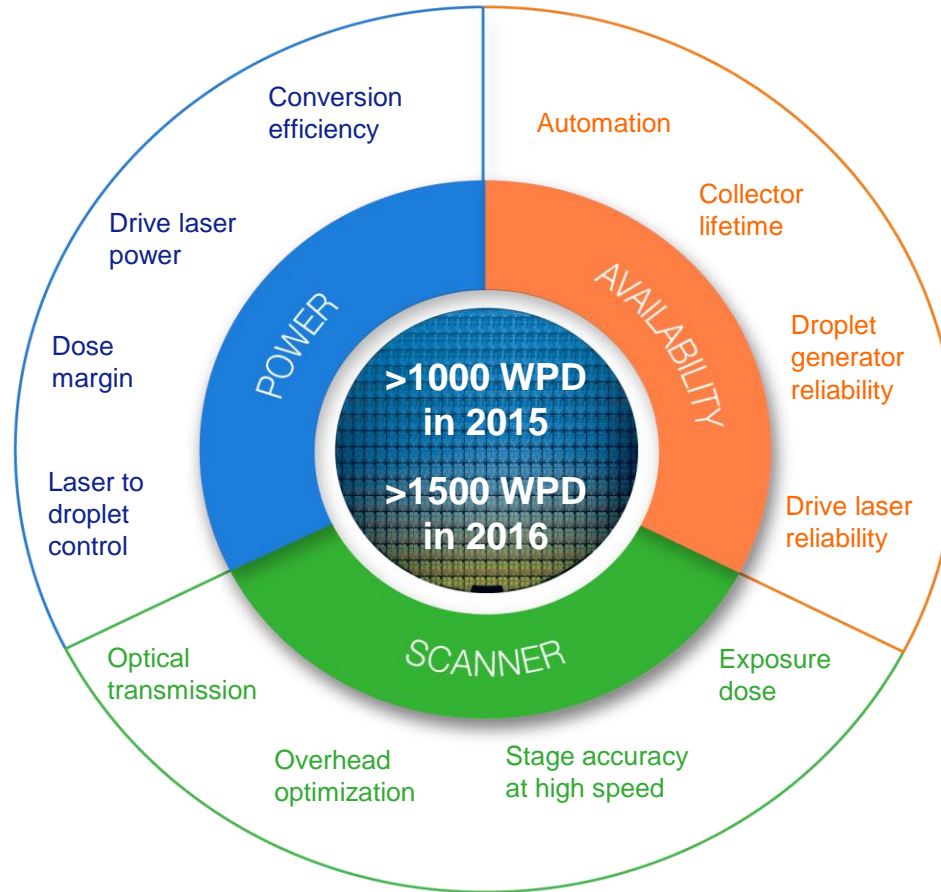 Conversion
efficiency
Automation
Drive laser
power
Collector
lifetime
POWER
AVAILABILITY
Dose
margin
Droplet
generator
reliability
>1000 WPD
in 2015
>1500 WPD
in 2016
Laser to
droplet
control
Drive laser
reliability
SCANNER
Optical
transmission
Exposure
dose
Overhead
optimization
Stage accuracy
at high speed